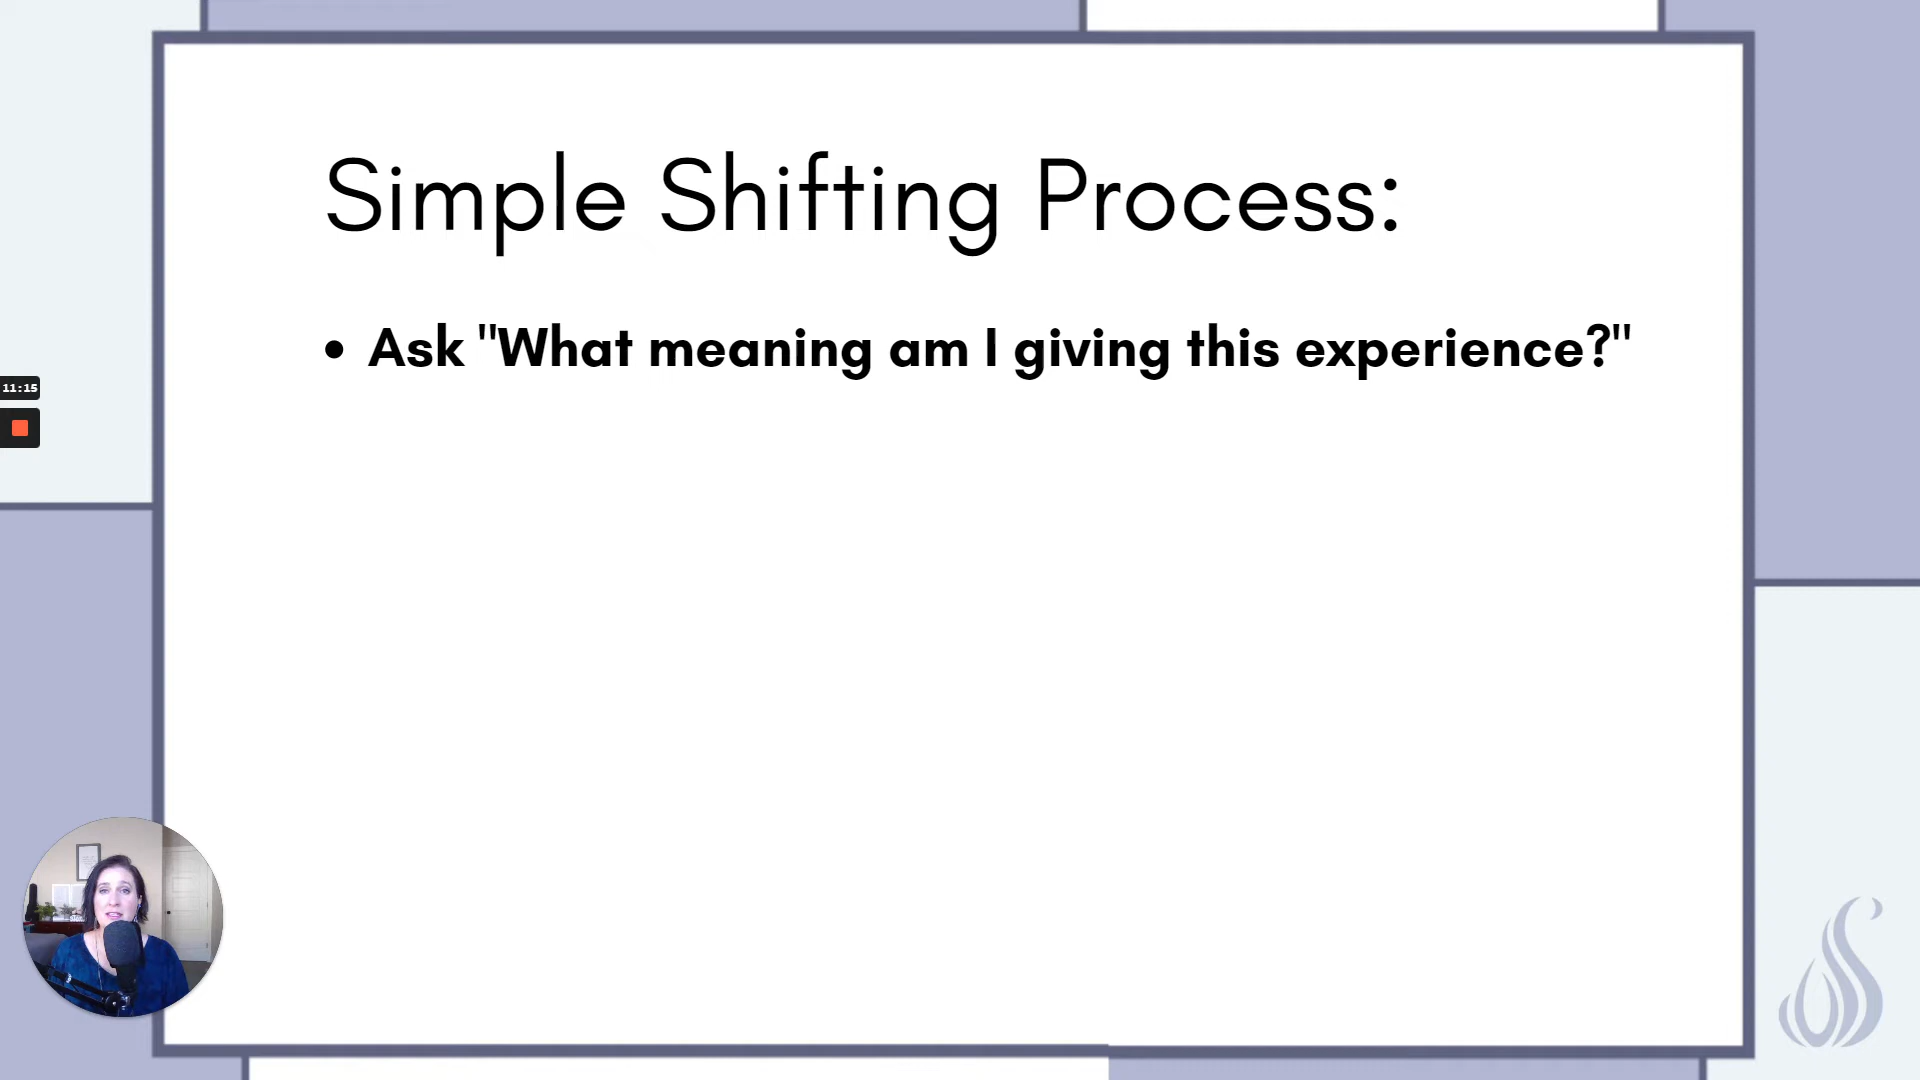 Simple Shifting Process:
• Ask "What meaning am I giving this experience?"
11:15